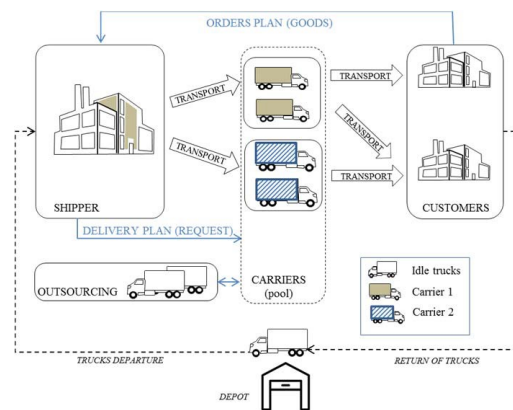 ORDERS PLAN (GOODS)
TRANSPORT
TRANSPORT
TRANSPORT
TRANSPORT
TRANSPORT
SHIPPER
CUSTOMERS
DELIVERY PLAN (REQUEST)
OUTSOURCING
CARRIERS
(pool)
Idle trucks
Carrier 1
Carrier 2
TRUCKS DEPARTURE
RETURN OF TRUCKS
DEPOT